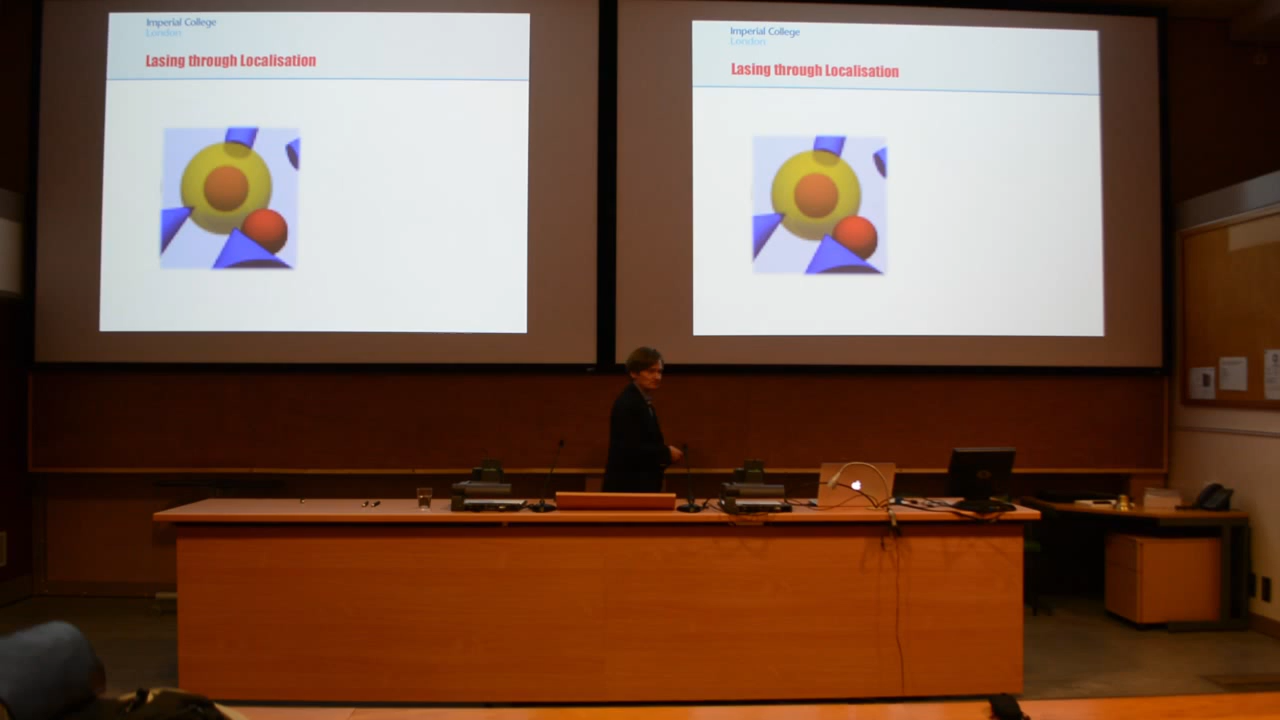 Imperial College
London
Lasing through Localisation
Imperial College
London
Lasing through Localisation